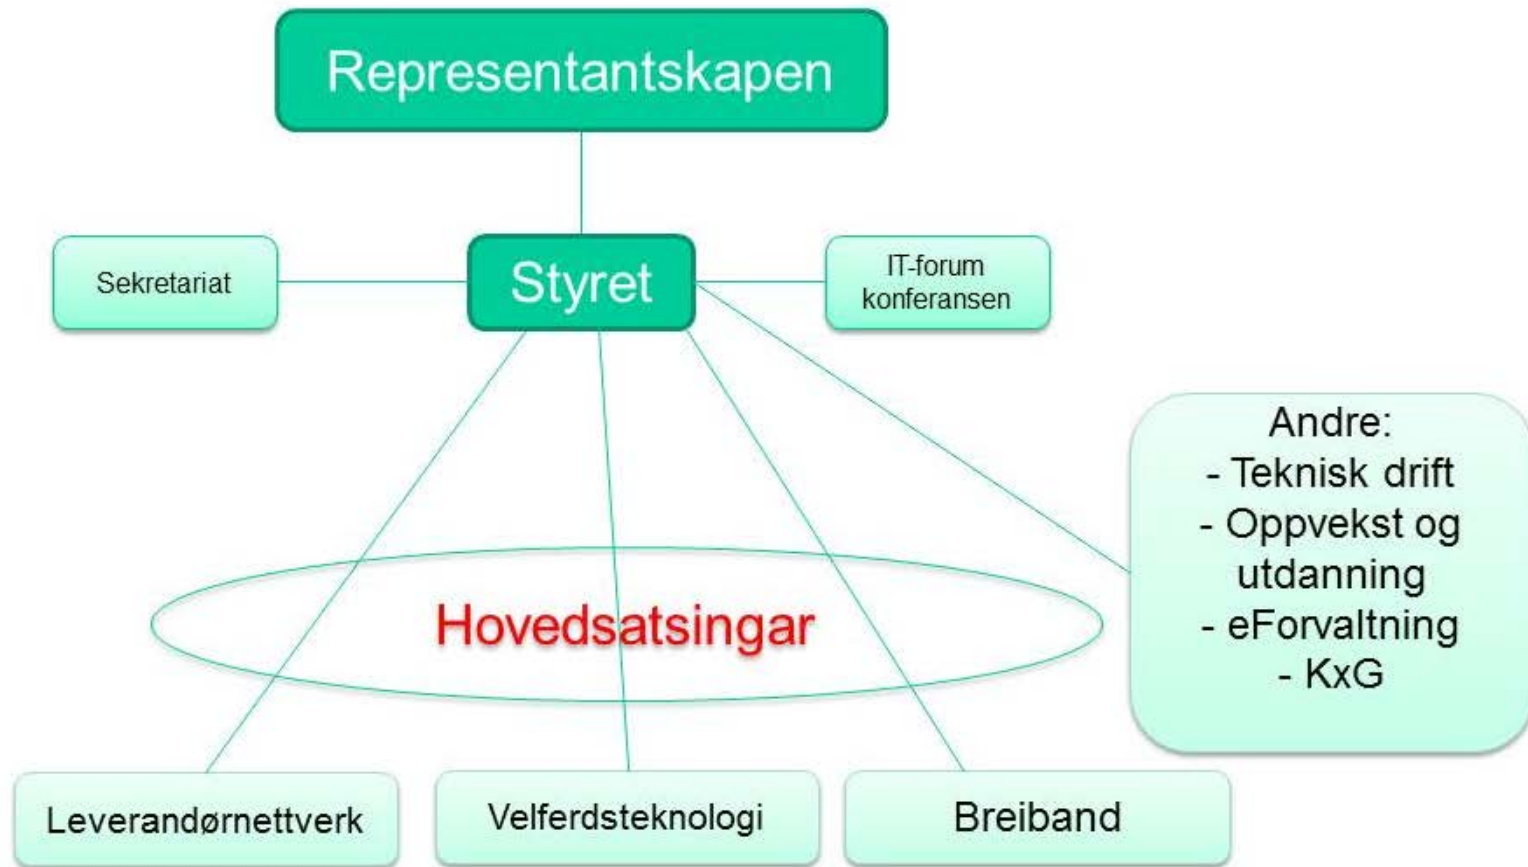 Representantskapen
Sekretariat
Styret
IT-forum
konferansen
Andre:
- Teknisk drift
- Oppvekst og
utdanning
- eForvaltning
- KxG
Hovedsatsingar
Leverandørnettverk
Velferdsteknologi
Breiband